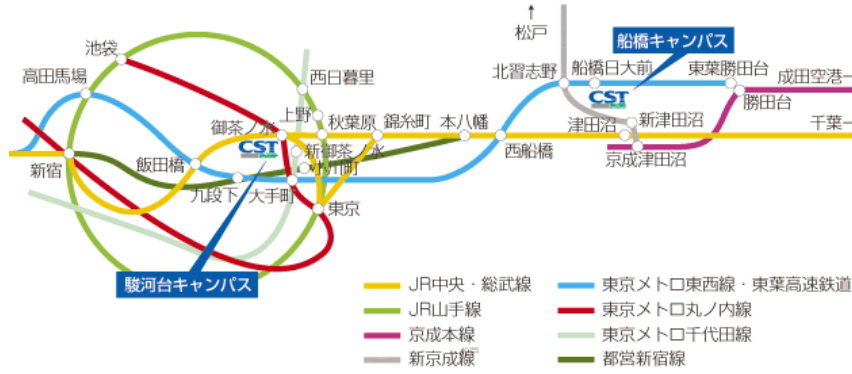 松戸
船橋キャンパス
池袋
高田馬場
西日暮里
北習志野
船橋日大前
東葉勝田台
成田空港
勝田台
上野
御茶ノ水
秋葉原
錦糸町
本八幡
新津田沼
津田沼
千葉
CST
CST
新宿
飯田橋
新御茶ノ水
小川町
西船橋
京成津田沼
九段下
大手町
東京
駿河台キャンパス
JR中央・総武線
東京メトロ東西線・東葉高速鉄道
JR山手線
東京メトロ丸ノ内線
京成本線
東京メトロ千代田線
新京成線
都営新宿線